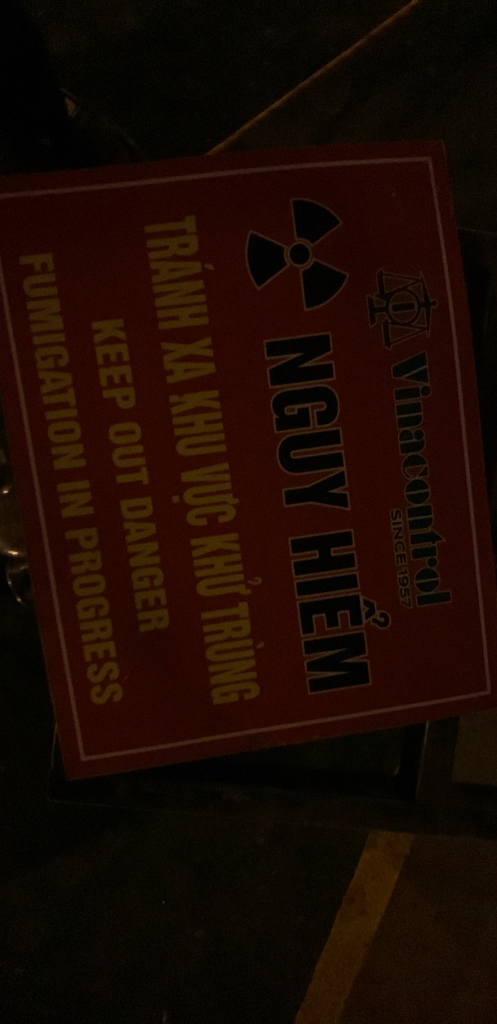 Vinacontrol
SINCE 1957
NGUY HIỂM
TRÁNH XA KHU VỰC KHỬ TRÙNG
KEEP OUT DANGER
FUMIGATION IN PROGRESS